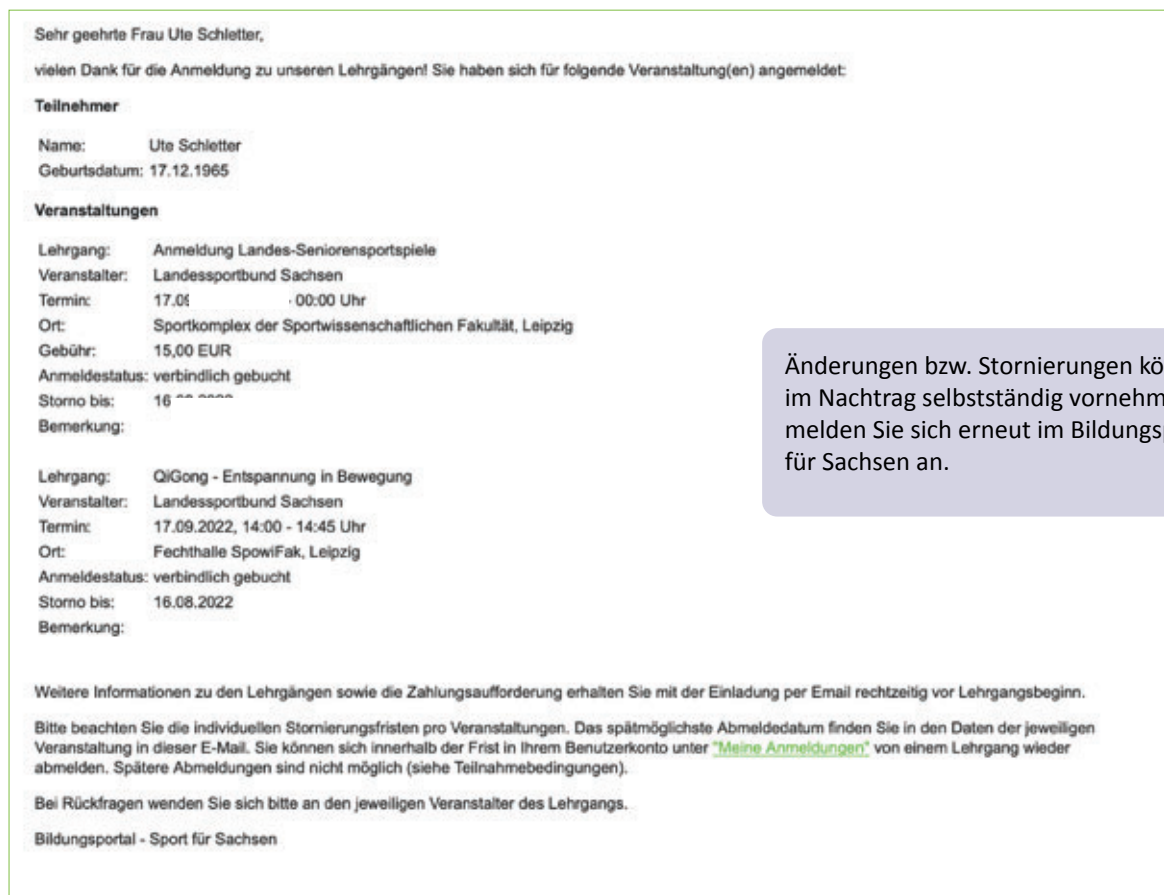 Sehr geehrte Frau Ute Schletter,
vielen Dank für die Anmeldung zu unseren Lehrgängen! Sie haben sich für folgende Veranstaltung(en) angemeldet:
Teilnehmer
Name: Ute Schletter
Geburtsdatum: 17.12.1965
Veranstaltungen
Lehrgang: Anmeldung Landes-Seniorensportspiele
Veranstalter: Landessportbund Sachsen
Termin: 17.09 - 00:00 Uhr
Ort: Sportkomplex der Sportwissenschaftlichen Fakultät, Leipzig
Gebühr: 15,00 EUR
Anmeldestatus: verbindlich gebucht
Storno bis: 16
Bemerkung:
Lehrgang: QiGong - Entspannung in Bewegung
Veranstalter: Landessportbund Sachsen
Termin: 17.09.2022, 14:00 - 14:45 Uhr
Ort: Fechthalle SpowiFak, Leipzig
Anmeldestatus: verbindlich gebucht
Storno bis: 16.08.2022
Bemerkung:
Änderungen bzw. Stornierungen kö
im Nachtrag selbstständig vornehm
melden Sie sich erneut im Bildungs
für Sachsen an.
Weitere Informationen zu den Lehrgängen sowie die Zahlungsaufforderung erhalten Sie mit der Einladung per Email rechtzeitig vor Lehrgangsbeginn.
Bitte beachten Sie die individuellen Stornierungsfristen pro Veranstaltungen. Das spätmöglichste Abmeldedatum finden Sie in den Daten der jeweiligen
Veranstaltung in dieser E-Mail. Sie können sich innerhalb der Frist in Ihrem Benutzerkonto unter "Meine Anmeldungen" von einem Lehrgang wieder
abmelden. Spätere Abmeldungen sind nicht möglich (siehe Teilnahmebedingungen).
Bei Rückfragen wenden Sie sich bitte an den jeweiligen Veranstalter des Lehrgangs.
Bildungsportal - Sport für Sachsen